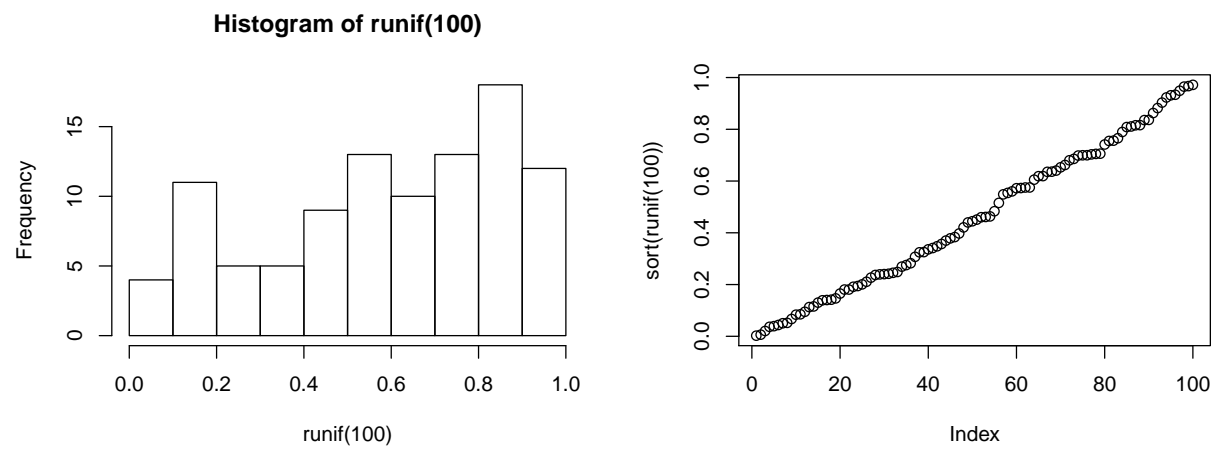 Histogram of runif(100)
Frequency
0
5
10
15
0.0 0.2 0.4 0.6 0.8 1.0
runif(100)
sort(runif(100))
0.0
0.2
0.4
0.6
0.8
1.0
0 20 40 60 80 100
Index